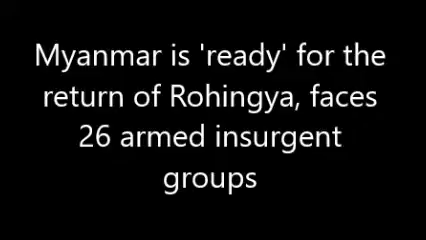 Myanmar is 'ready' for the
return of Rohingya, faces
26 armed insurgent
groups